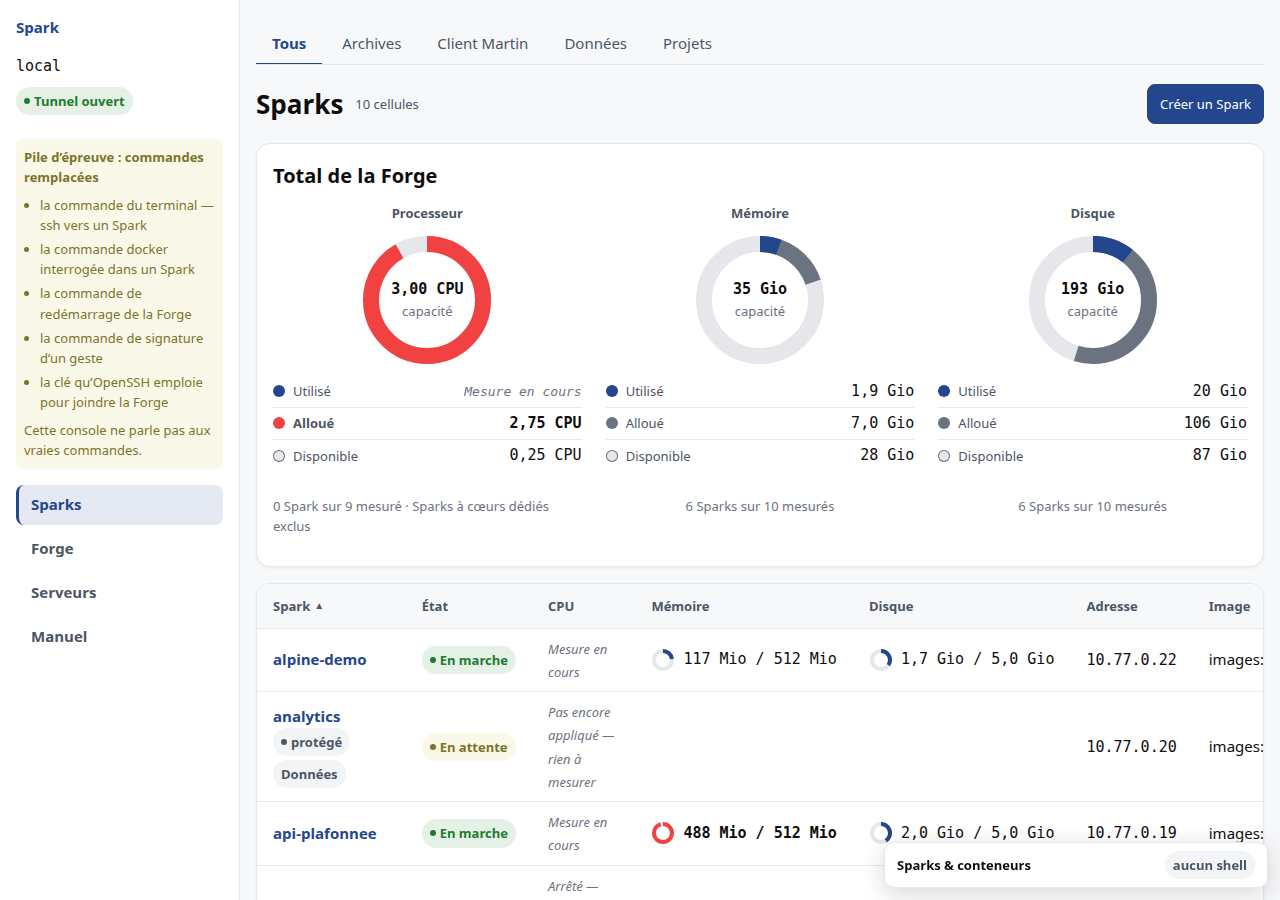 Spark
local
Tunnel ouvert
Pile d’épreuve : commandes
remplacées
la commande du terminal —
ssh vers un Spark
la commande docker
interrogée dans un Spark
la commande de
redémarrage de la Forge
la commande de signature
d’un geste
la clé qu’OpenSSH emploie
pour joindre la Forge
Cette console ne parle pas aux
vraies commandes.
Sparks
Forge
Serveurs
Manuel
Tous Archives Client Martin Données Projets
Sparks 10 cellules
Créer un Spark
Total de la Forge
Processeur Mémoire Disque
3,00 CPU 35 Gio 193 Gio
capacité capacité capacité
Utilisé Mesure en cours Utilisé 1,9 Gio Utilisé 20 Gio
Alloué 2,75 CPU Alloué 7,0 Gio Alloué 106 Gio
Disponible 0,25 CPU Disponible 28 Gio Disponible 87 Gio
0 Spark sur 9 mesuré · Sparks à cœurs dédiés
exclus
6 Sparks sur 10 mesurés 6 Sparks sur 10 mesurés
Spark ▲ État CPU Mémoire Disque Adresse Image
alpine-demo En marche Mesure en
cours
117 Mio / 512 Mio 1,7 Gio / 5,0 Gio 10.77.0.22 images:
analytics
protégé
Données
En attente
Pas encore
appliqué —
rien à
mesurer
10.77.0.20 images:
api-plafonnee En marche Mesure en
cours
488 Mio / 512 Mio 2,0 Gio / 5,0 Gio 10.77.0.19 images:
Arrêté —
Sparks & conteneurs aucun shell